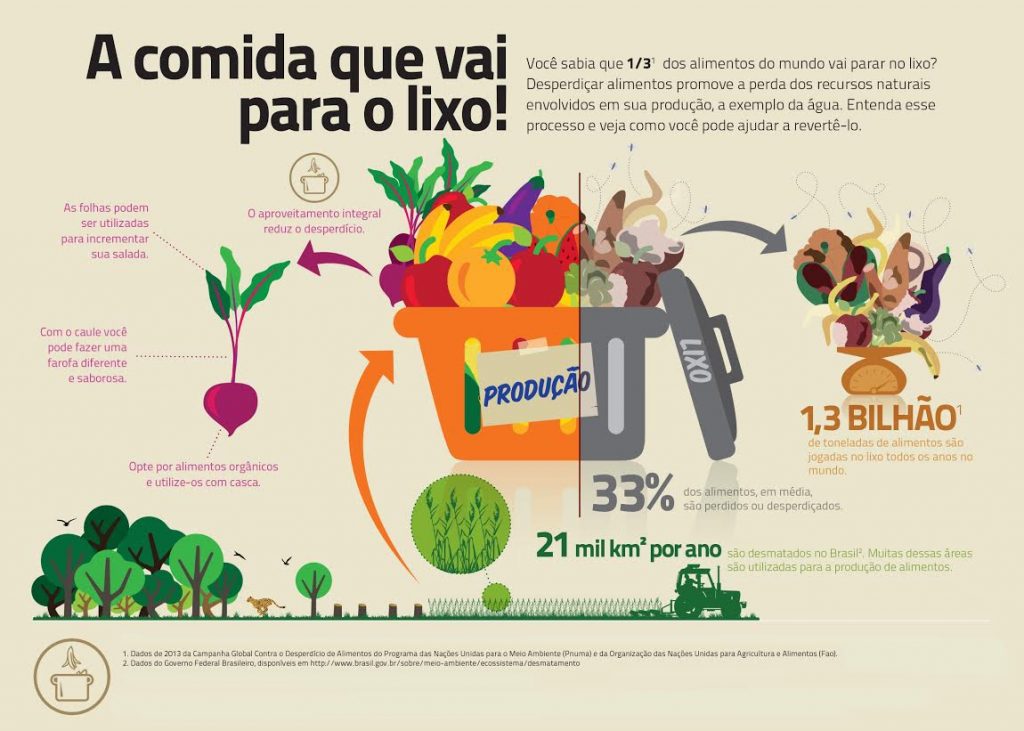 A comida que vai
para o lixo!
Você sabia que 1/3¹ dos alimentos do mundo vai parar no lixo?
Desperdiçar alimentos promove a perda dos recursos naturais
envolvidos em sua produção, a exemplo da água. Entenda esse
processo e veja como você pode ajudar a revertê-lo.
As folhas podem
ser utilizadas
para incrementar
sua salada.
O aproveitamento integral
reduz o desperdício.
Com o caule você
pode fazer uma
farofa diferente
e saborosa.
Opte por alimentos orgânicos
e utilize-os com casca.
PRODUÇÃO
LIXO
1,3 BILHÃO¹
de toneladas de alimentos são
jogadas no lixo todos os anos no
mundo.
33% dos alimentos, em média,
são perdidos ou desperdiçados.
21 mil km² por ano são desmatados no Brasil². Muitas dessas áreas
são utilizadas para a produção de alimentos.
1. Dados de 2013 da Campanha Global Contra o Desperdício de Alimentos do Programa das Nações Unidas para o Meio Ambiente (Pnuma) e da Organização das Nações Unidas para Agricultura e Alimentos (Fao).
2. Dados do Governo Federal Brasileiro, disponíveis em http://www.brasil.gov.br/sobre/meio-ambiente/ecossistema/desmatamento